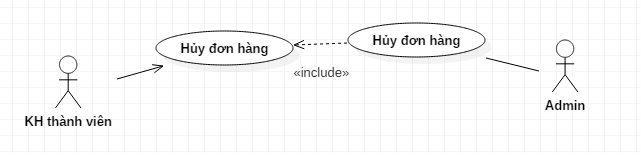 Hủy đơn hàng
Hủy đơn hàng
«include»
KH thành viên
Admin